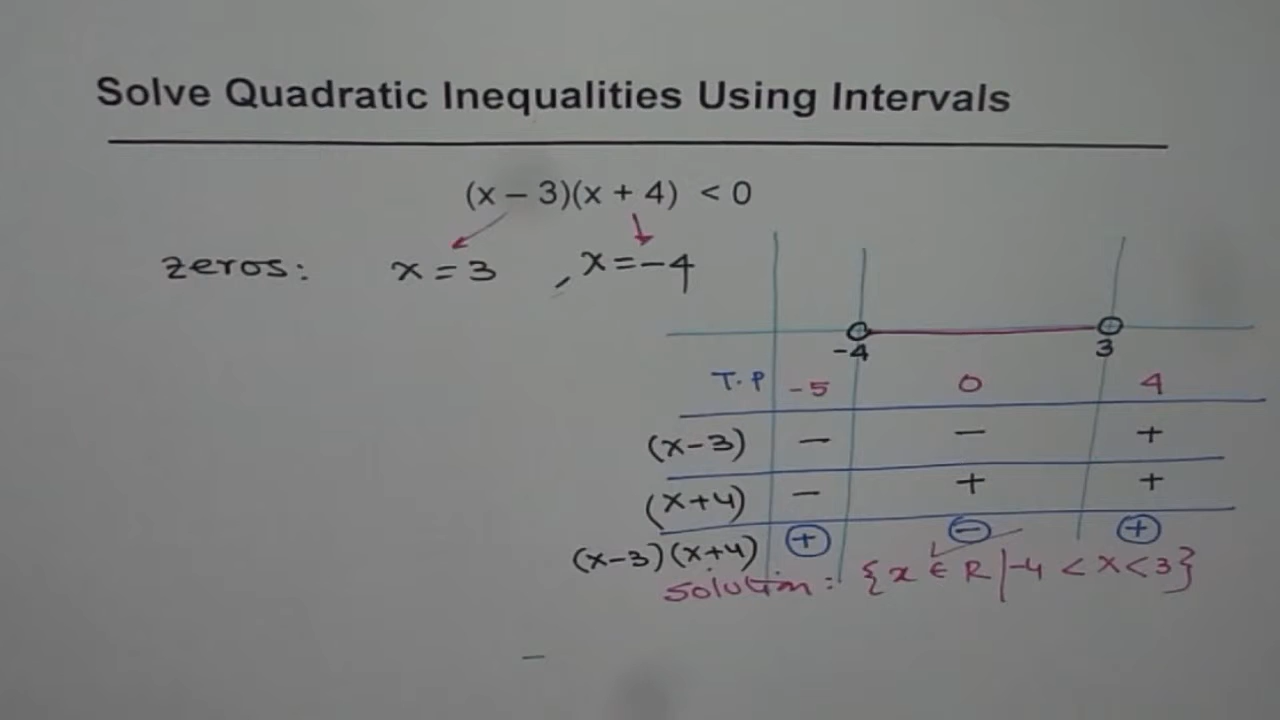 Solve Quadratic Inequalities Using Intervals
(x – 3)(x + 4) < 0
zeros: x = 3 , x = -4
-4 3
T.P -5 0 4
(x-3) - - +
(x+4) - + +
(x-3)(x+4) + - +
Solution: {x ∈ R | -4 < x < 3}